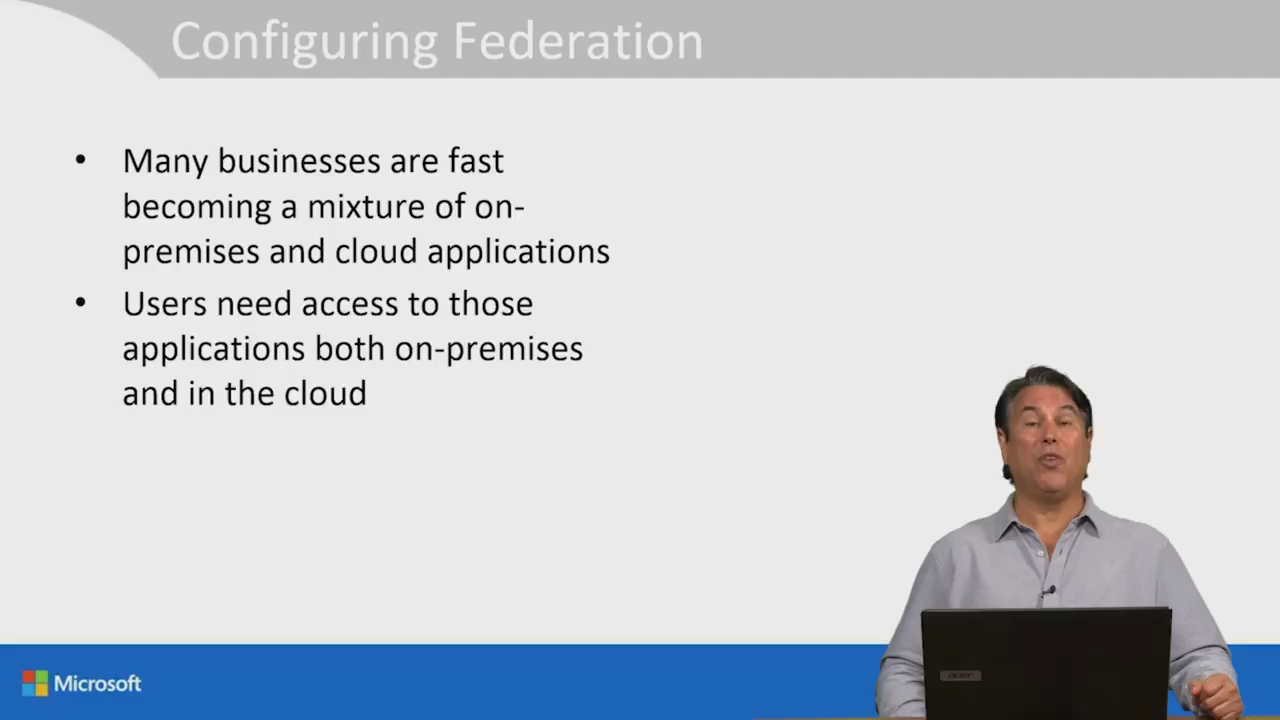 Configuring Federation
• Many businesses are fast
becoming a mixture of on-
premises and cloud applications
• Users need access to those
applications both on-premises
and in the cloud
acer
Microsoft